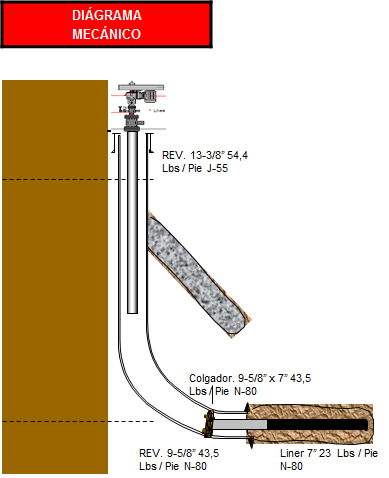 DIÁGRAMA
MECÁNICO
REV. 13-3/8” 54,4
Lbs / Pie J-55
Colgador. 9-5/8” x 7” 43,5
Lbs / Pie N-80
REV. 9-5/8” 43,5
Lbs / Pie N-80
Liner 7” 23 Lbs / Pie
N-80